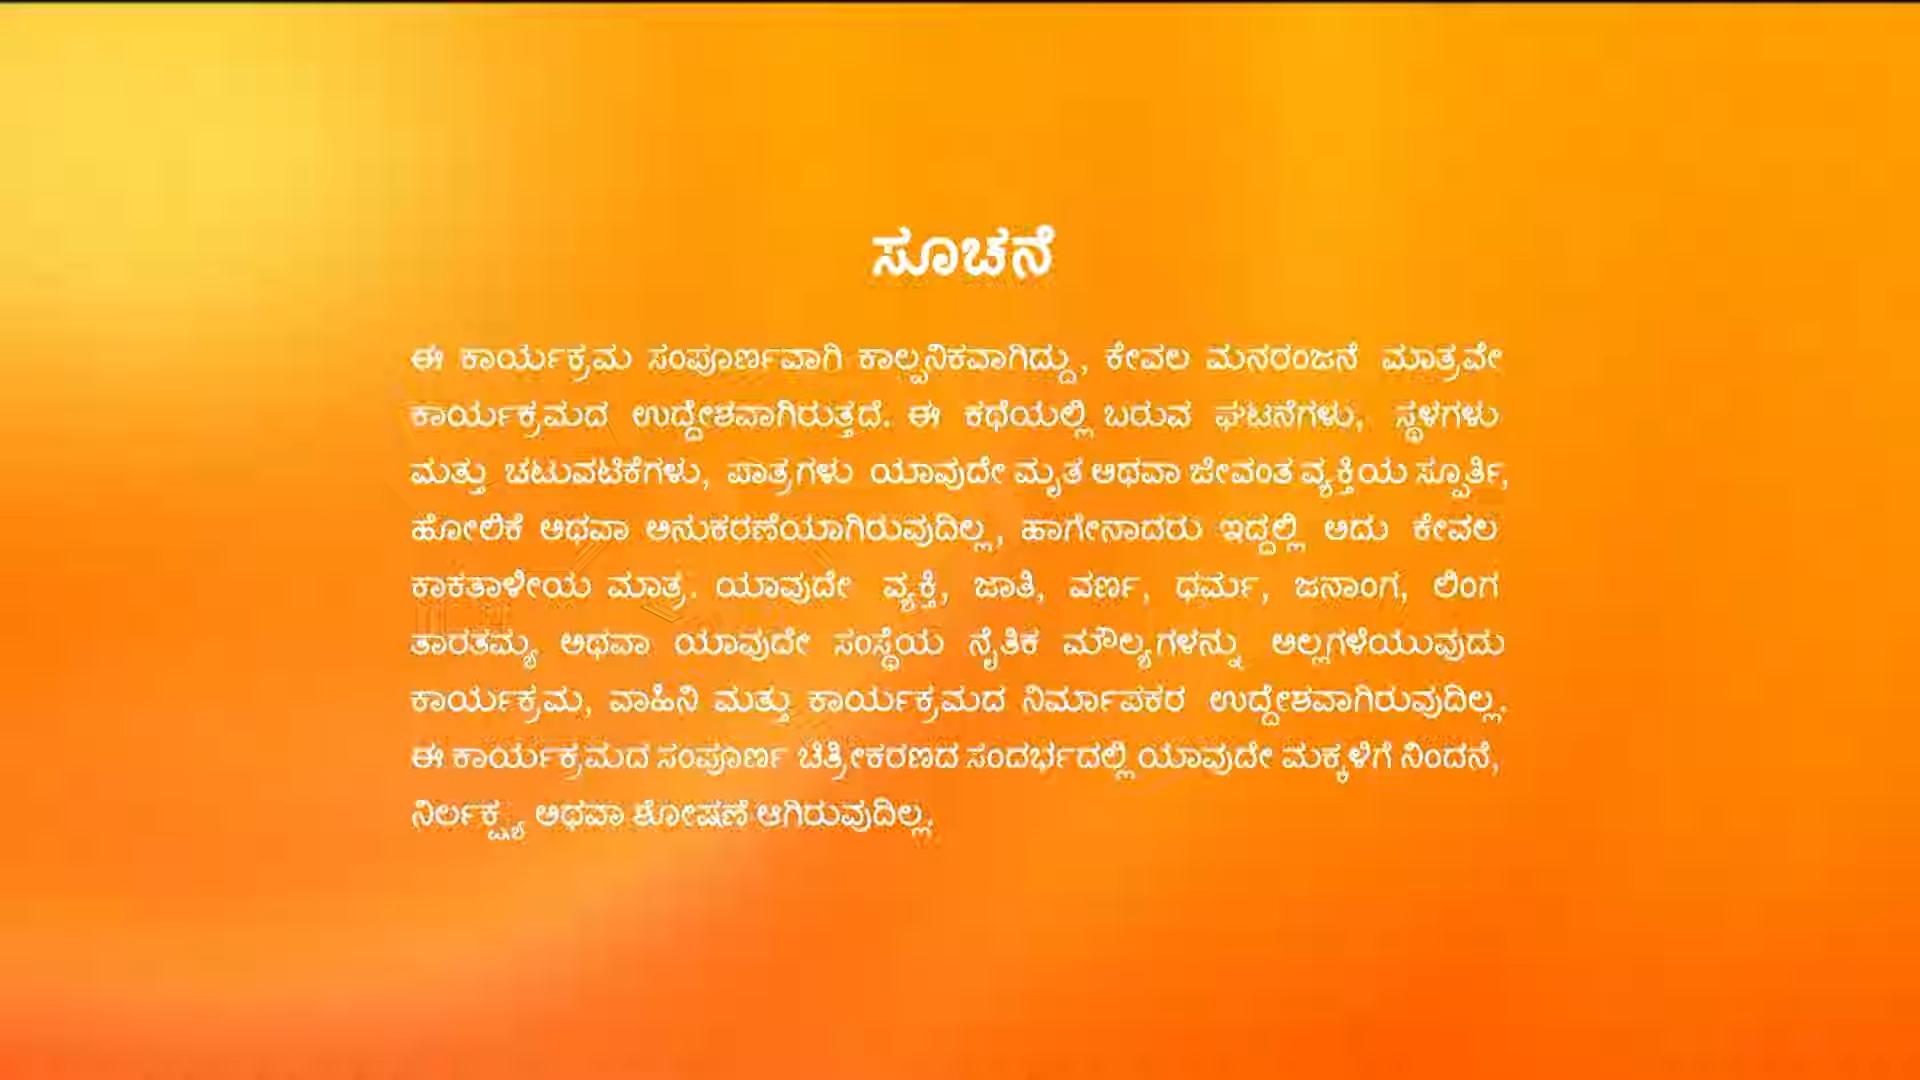 ಸೂಚನೆ
ಈ ಕಾರ್ಯಕ್ರಮ ಸಂಪೂರ್ಣವಾಗಿ ಕಾಲ್ಪನಿಕವಾಗಿದ್ದು, ಕೇವಲ ಮನರಂಜನೆ ಮಾತ್ರವೇ
ಕಾರ್ಯಕ್ರಮದ ಉದ್ದೇಶವಾಗಿರುತ್ತದೆ. ಈ ಕಥೆಯಲ್ಲಿ ಬರುವ ಘಟನೆಗಳು, ಸ್ಥಳಗಳು
ಮತ್ತು ಚಟುವಟಿಕೆಗಳು, ಪಾತ್ರಗಳು ಯಾವುದೇ ಮೃತ ಅಥವಾ ಜೀವಂತ ವ್ಯಕ್ತಿಯ ಸ್ಪೂರ್ತಿ,
ಹೋಲಿಕೆ ಅಥವಾ ಅನುಕರಣೆಯಾಗಿರುವುದಿಲ್ಲ, ಹಾಗೇನಾದರು ಇದ್ದಲ್ಲಿ ಅದು ಕೇವಲ
ಕಾಕತಾಳೀಯ ಮಾತ್ರ. ಯಾವುದೇ ವ್ಯಕ್ತಿ, ಜಾತಿ, ವರ್ಣ, ಧರ್ಮ, ಜನಾಂಗ, ಲಿಂಗ
ತಾರತಮ್ಯ ಅಥವಾ ಯಾವುದೇ ಸಂಸ್ಥೆಯ ನೈತಿಕ ಮೌಲ್ಯಗಳನ್ನು ಅಲ್ಲಗಳೆಯುವುದು
ಕಾರ್ಯಕ್ರಮ, ವಾಹಿನಿ ಮತ್ತು ಕಾರ್ಯಕ್ರಮದ ನಿರ್ಮಾಪಕರ ಉದ್ದೇಶವಾಗಿರುವುದಿಲ್ಲ.
ಈ ಕಾರ್ಯಕ್ರಮದ ಸಂಪೂರ್ಣ ಚಿತ್ರೀಕರಣದ ಸಂದರ್ಭದಲ್ಲಿ ಯಾವುದೇ ಮಕ್ಕಳಿಗೆ ನಿಂದನೆ,
ನಿರ್ಲಕ್ಷ್ಯ ಅಥವಾ ಶೋಷಣೆ ಆಗಿರುವುದಿಲ್ಲ.